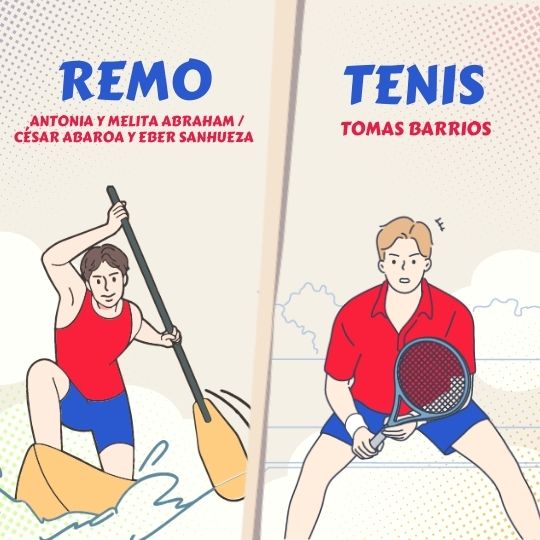 REMO
ANTONIA Y MELITA ABRAHAM /
CÉSAR ABAROA Y EBER SANHUEZA
TENIS
TOMAS BARRIOS